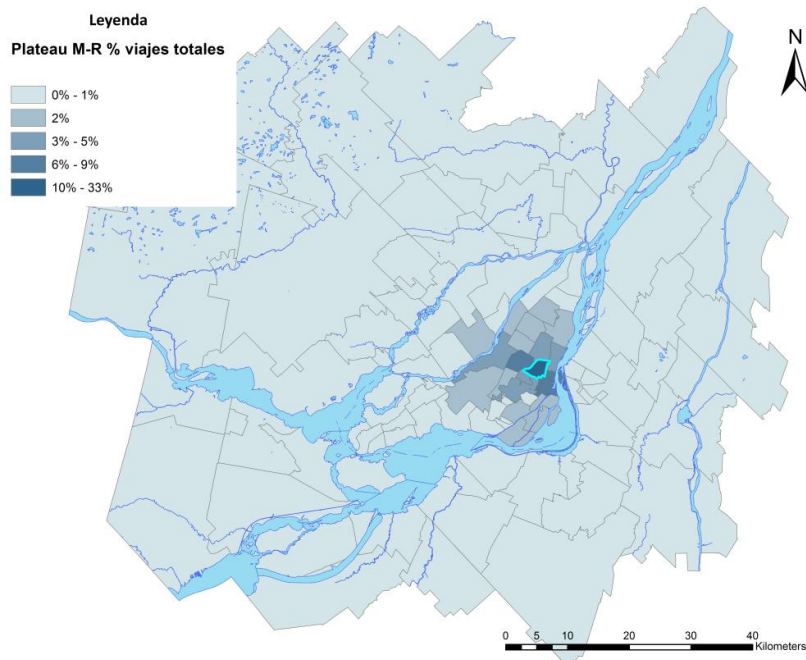 Leyenda
Plateau M-R % viajes totales
0% - 1%
2%
3% - 5%
6% - 9%
10% - 33%
N
0 5 10 20 30 40
Kilometers